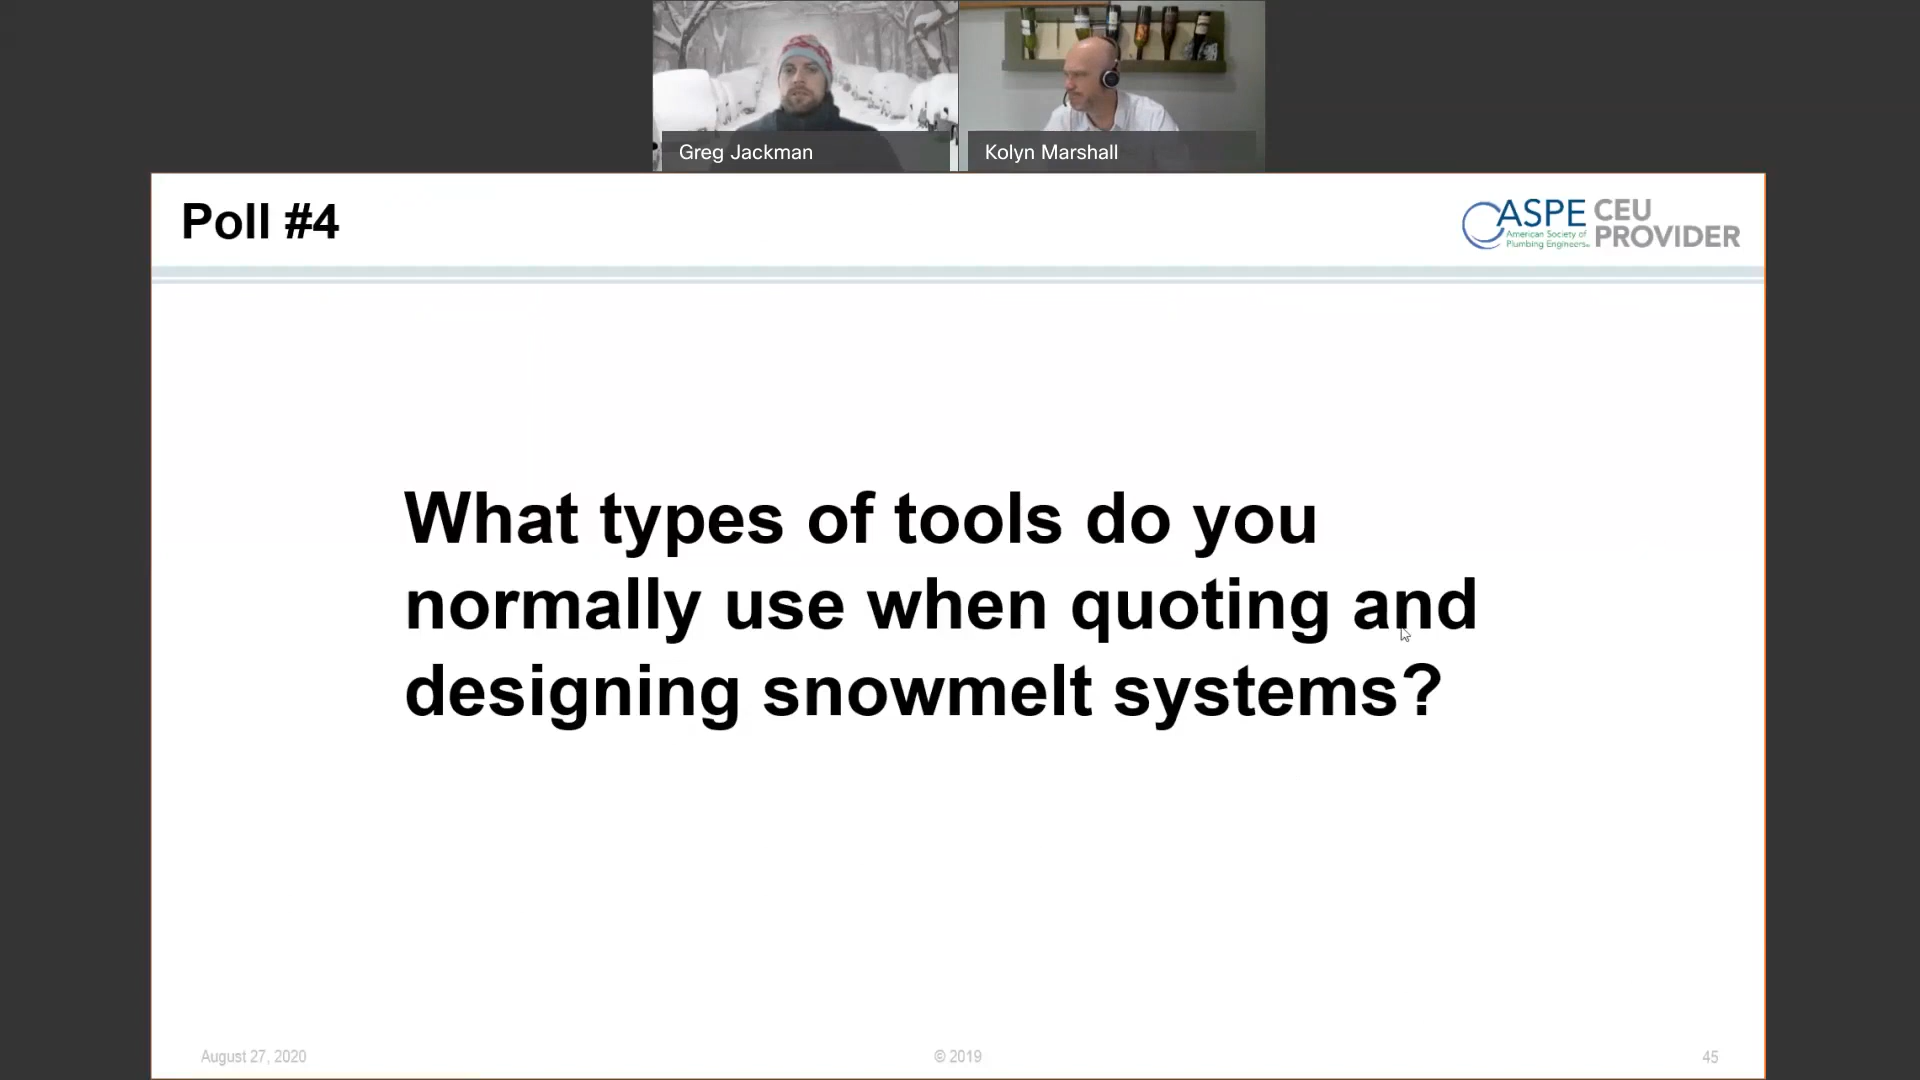 Greg Jackman
Kolyn Marshall
Poll #4
ASPE
American Society of
Plumbing Engineers
CEU
PROVIDER
What types of tools do you
normally use when quoting and
designing snowmelt systems?
August 27, 2020
© 2019
45